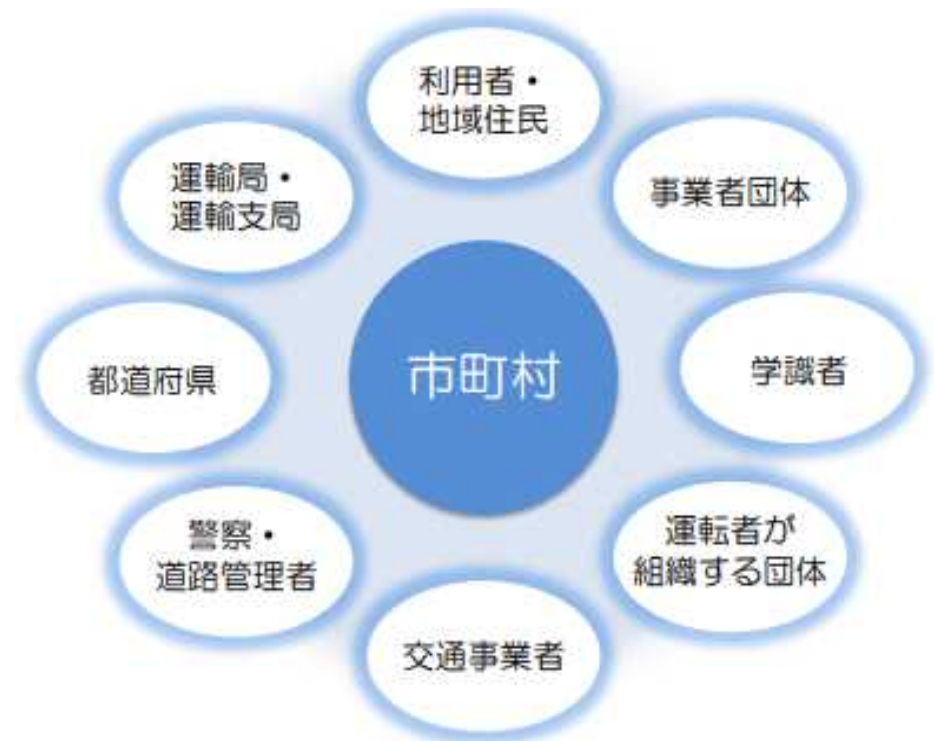 利用者・
地域住民
運輸局・
運輸支局
事業者団体
都道府県
市町村
学識者
警察・
道路管理者
運転者が
組織する団体
交通事業者